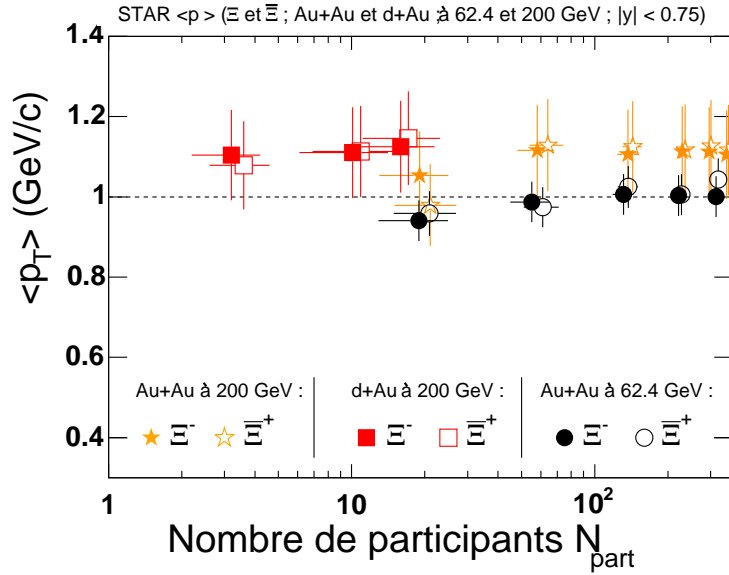 STAR <p > (Ξ et Ξ̅ ; Au+Au et d+Au ; à 62.4 et 200 GeV ; |y| < 0.75)
<p_T> (GeV/c)
1.4
1.2
1
0.8
0.6
0.4
Au+Au à 200 GeV : d+Au à 200 GeV : Au+Au à 62.4 GeV :
Ξ⁻ Ξ̅⁺ Ξ⁻ Ξ̅⁺ Ξ⁻ Ξ̅⁺
1 10 10²
Nombre de participants N_part